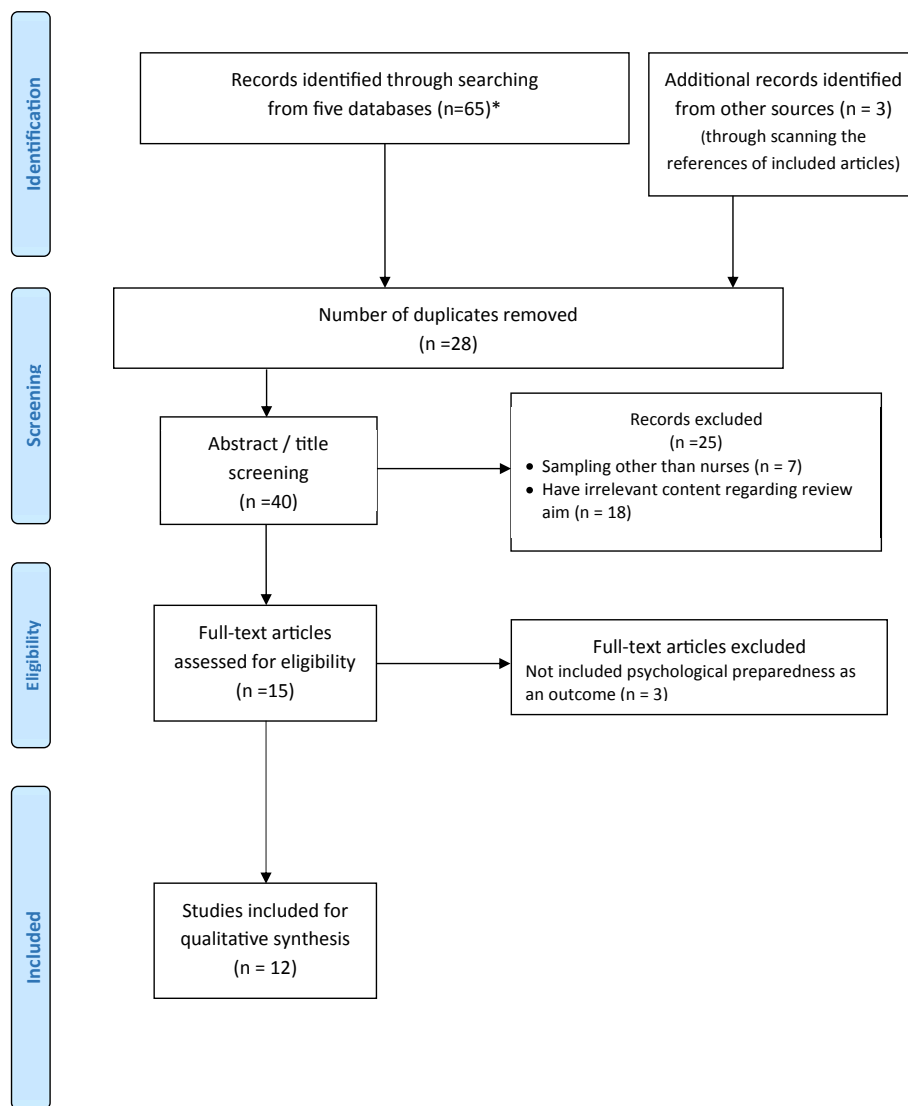 Identification
Records identified through searching
from five databases (n=65)*
Additional records identified
from other sources (n = 3)
(through scanning the
references of included articles)
Screening
Number of duplicates removed
(n =28)
Abstract / title
screening
(n =40)
Records excluded
(n =25)
• Sampling other than nurses (n = 7)
• Have irrelevant content regarding review
aim (n = 18)
Eligibility
Full-text articles
assessed for eligibility
(n =15)
Full-text articles excluded
Not included psychological preparedness as
an outcome (n = 3)
Included
Studies included for
qualitative synthesis
(n = 12)